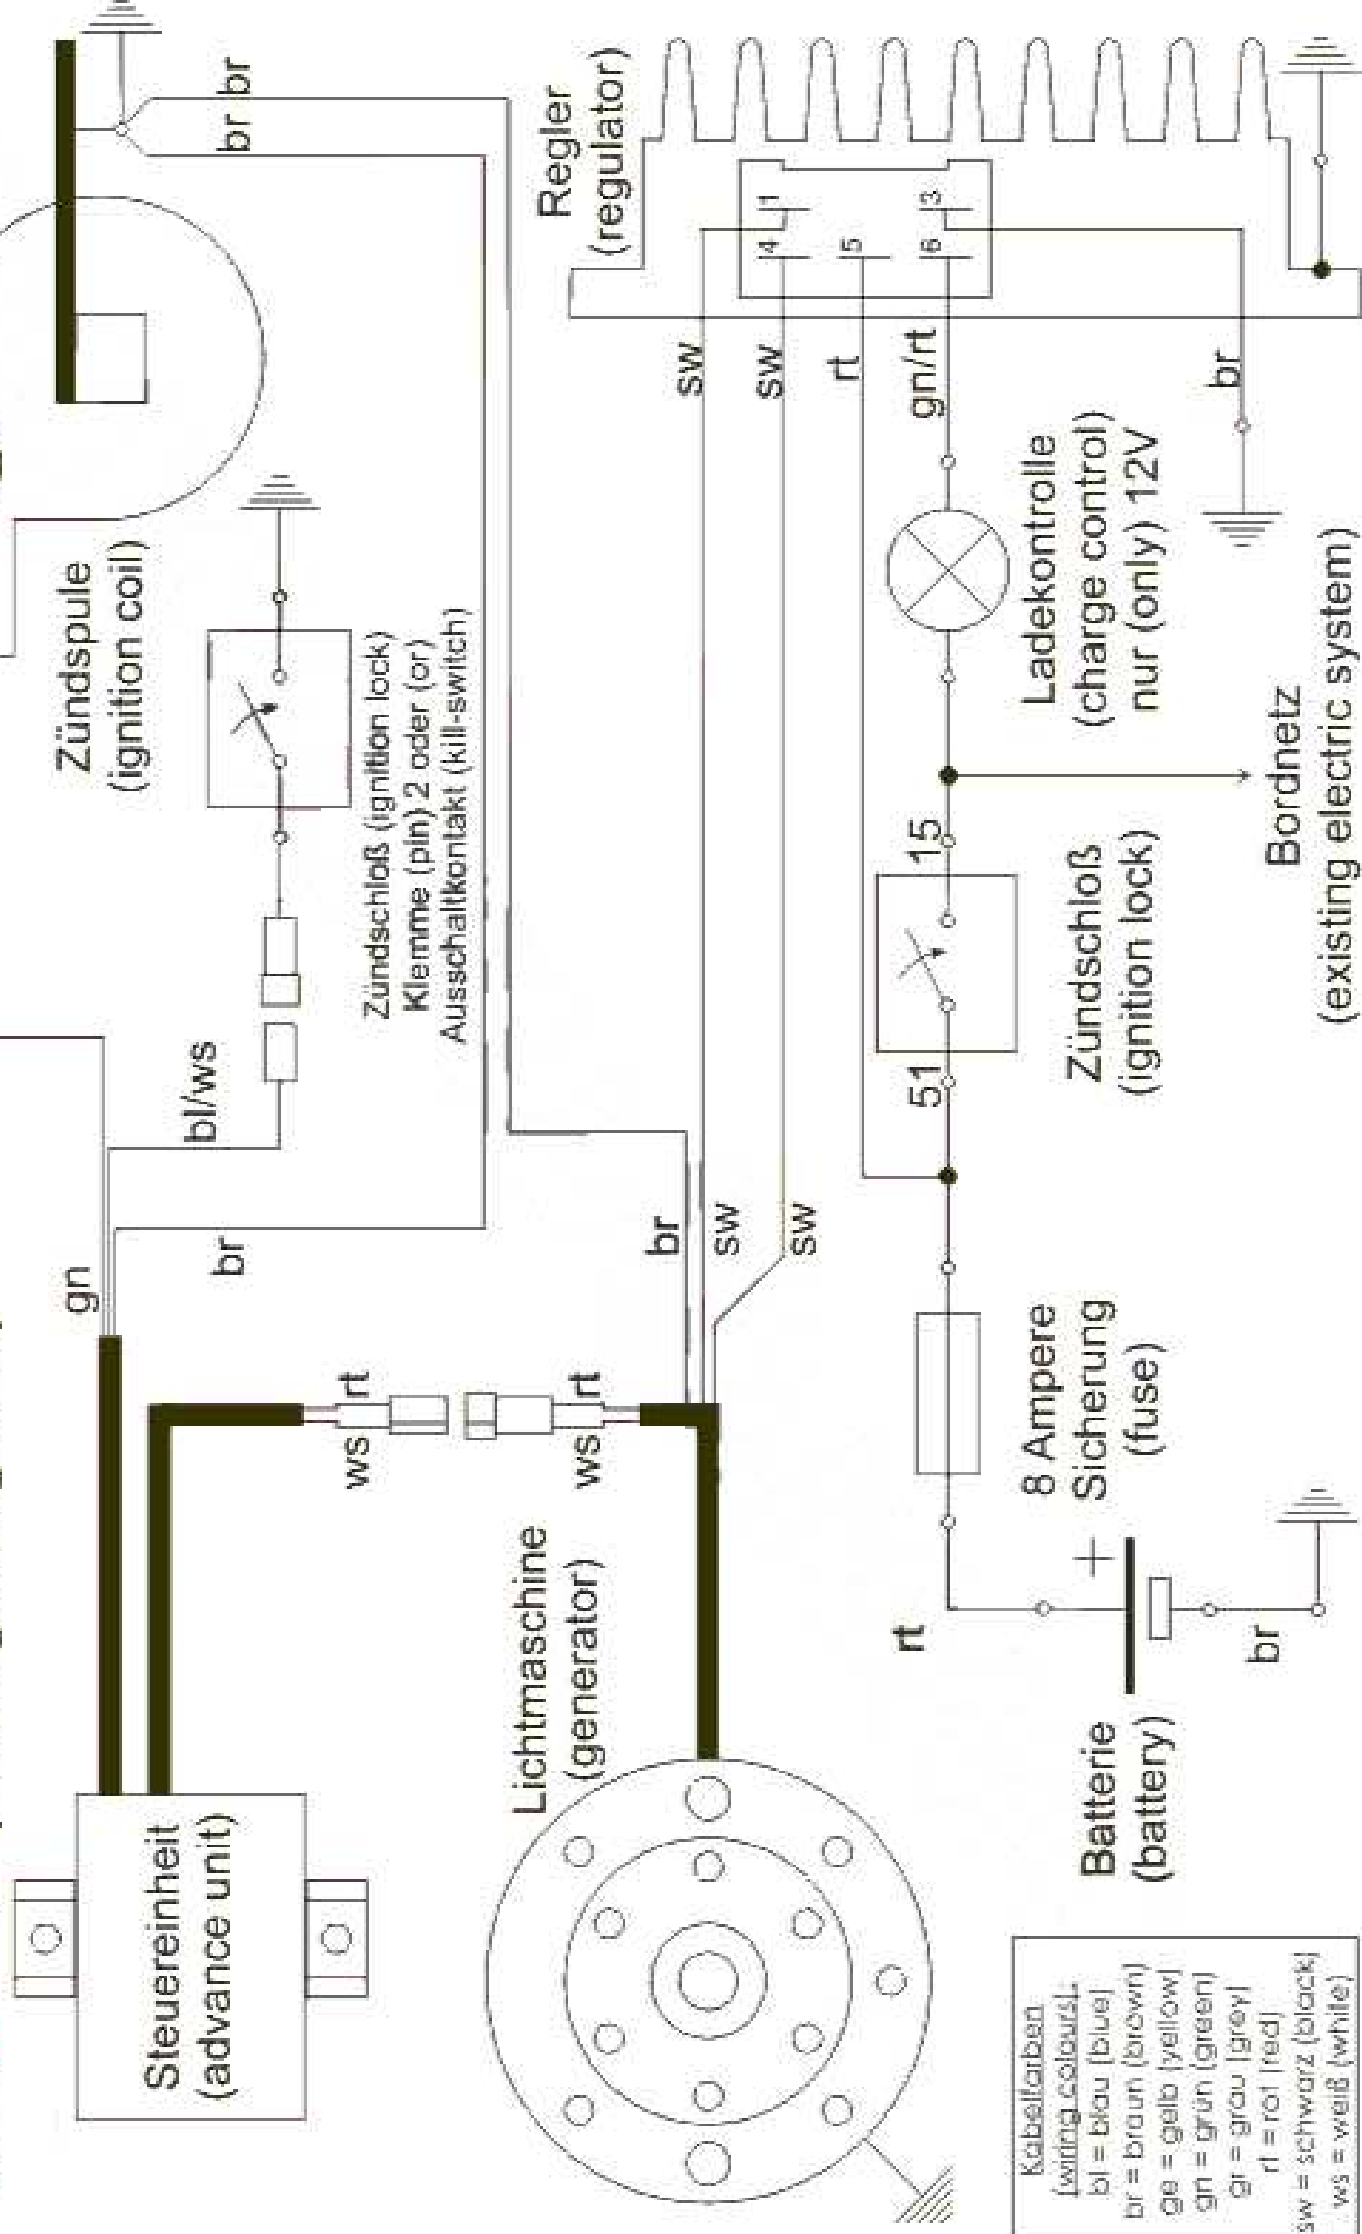 Steuereinheit
(advance unit)
gn
bl/ws
br
Zündspule
(ignition coil)
br br
Zündschloß (ignition lock)
Klemme (pin) 2 oder (or)
Ausschaltkontakt (kill-switch)
ws rt
ws rt
Lichtmaschine
(generator)
br
sw
sw
Regler
(regulator)
1
4
5
3
6
sw
sw
rt
gn/rt
br
Ladekontrolle
(charge control)
nur (only) 12V
Bordnetz
(existing electric system)
51
15
Zündschloß
(ignition lock)
8 Ampere
Sicherung
(fuse)
rt
+
br
Batterie
(battery)
Kabelfarben
(wiring colours):
bl = blau (blue)
br = braun (brown)
ge = gelb (yellow)
gn = grün (green)
gr = grau (grey)
rt = rot (red)
sw = schwarz (black)
ws = weiß (white)